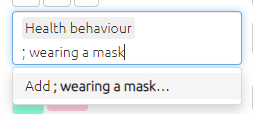 Health behaviour
; wearing a mask
Add ; wearing a mask...